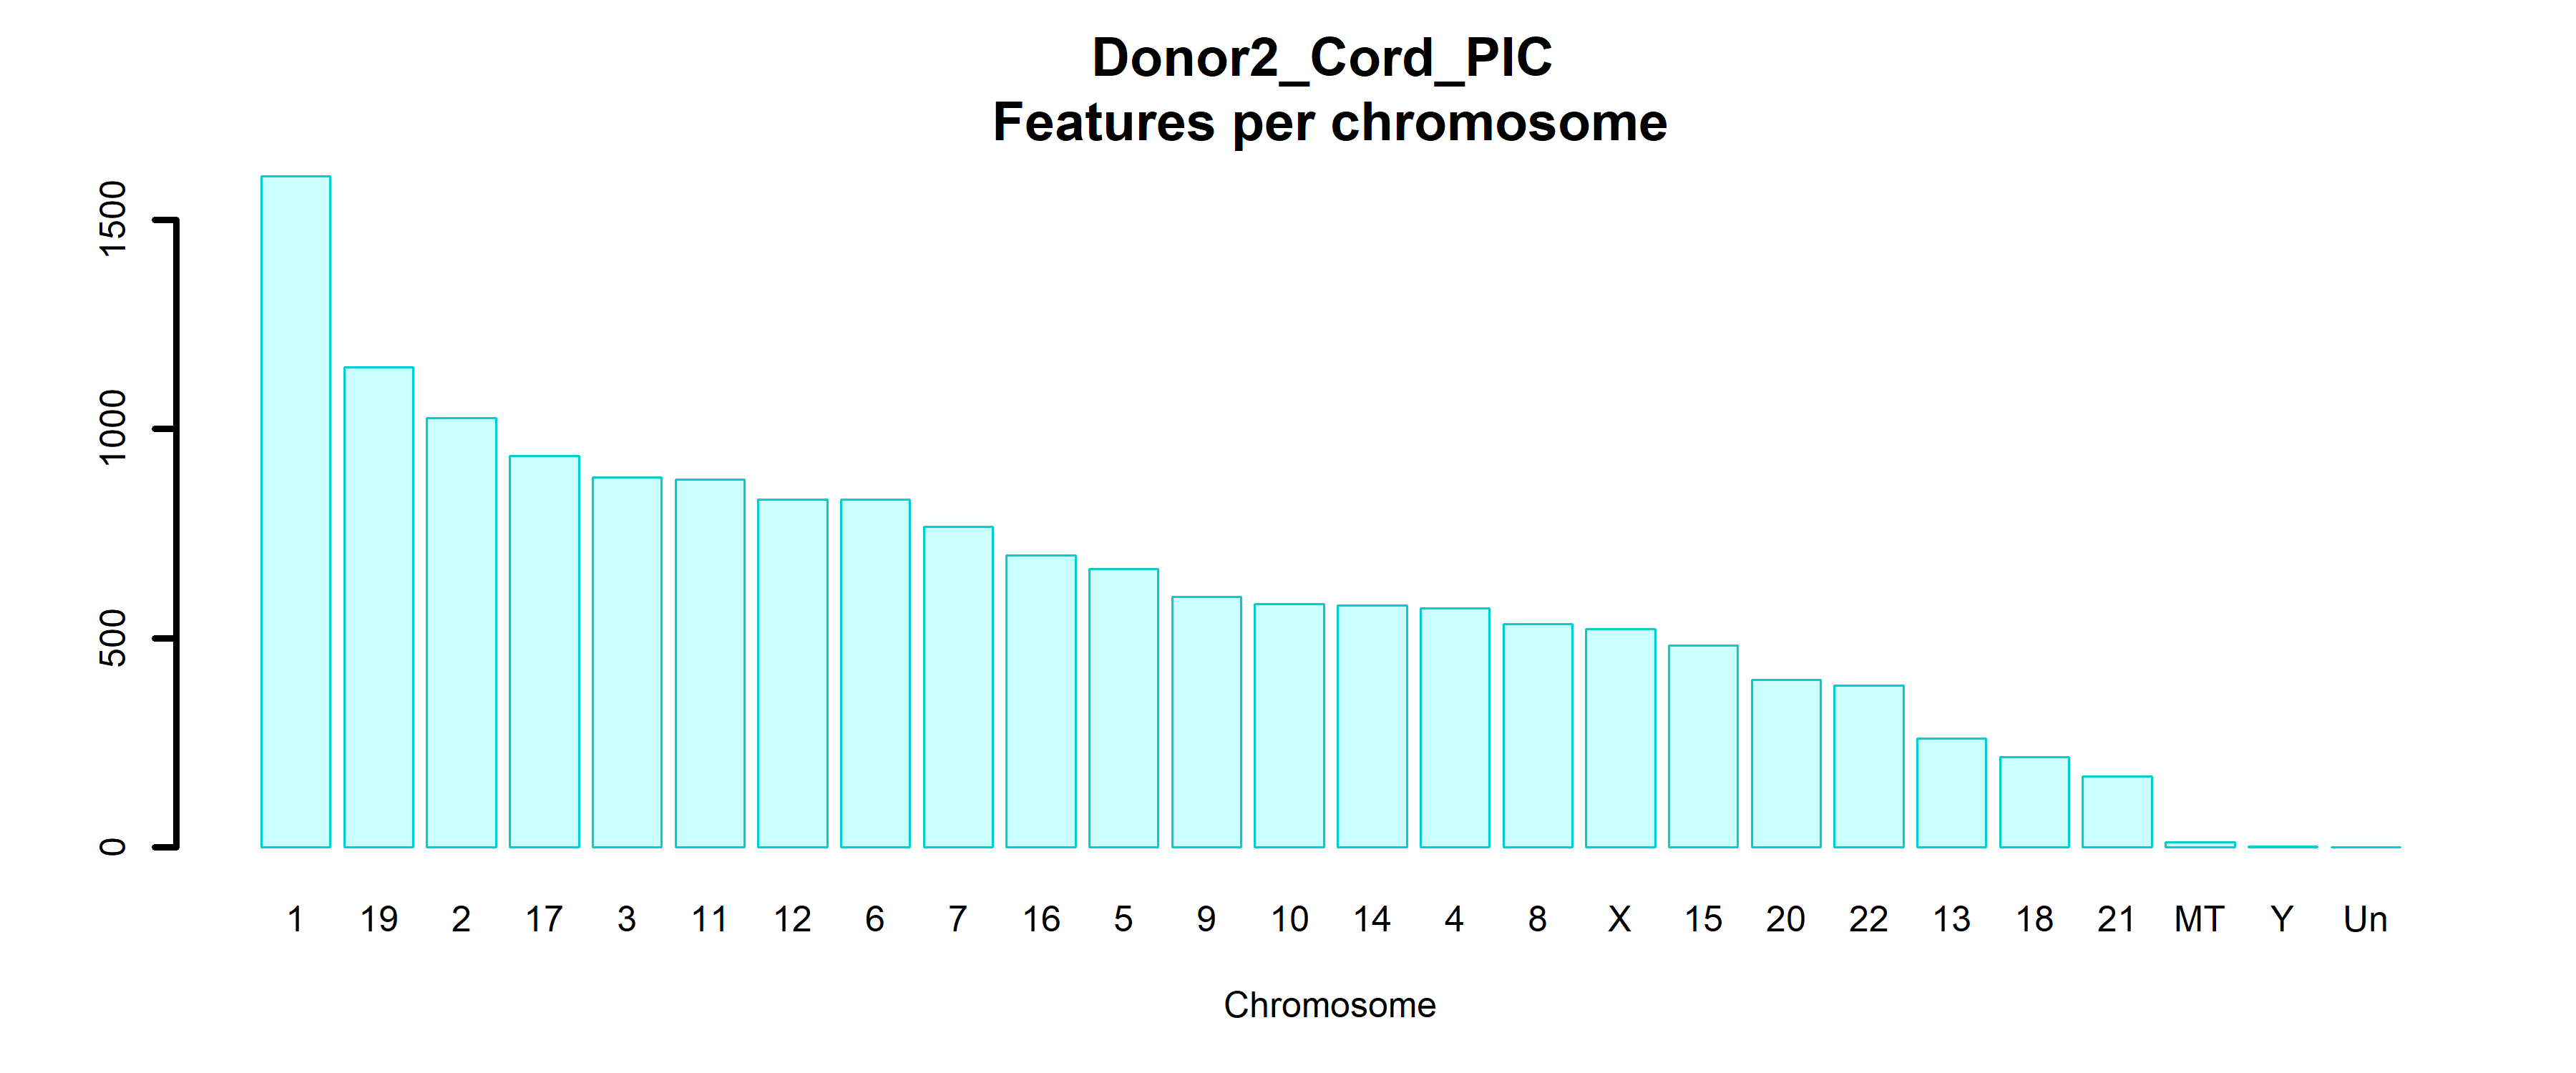 Donor2_Cord_PIC
Features per chromosome
1500
1000
500
0
1 19 2 17 3 11 12 6 7 16 5 9 10 14 4 8 X 15 20 22 13 18 21 MT Y Un
Chromosome